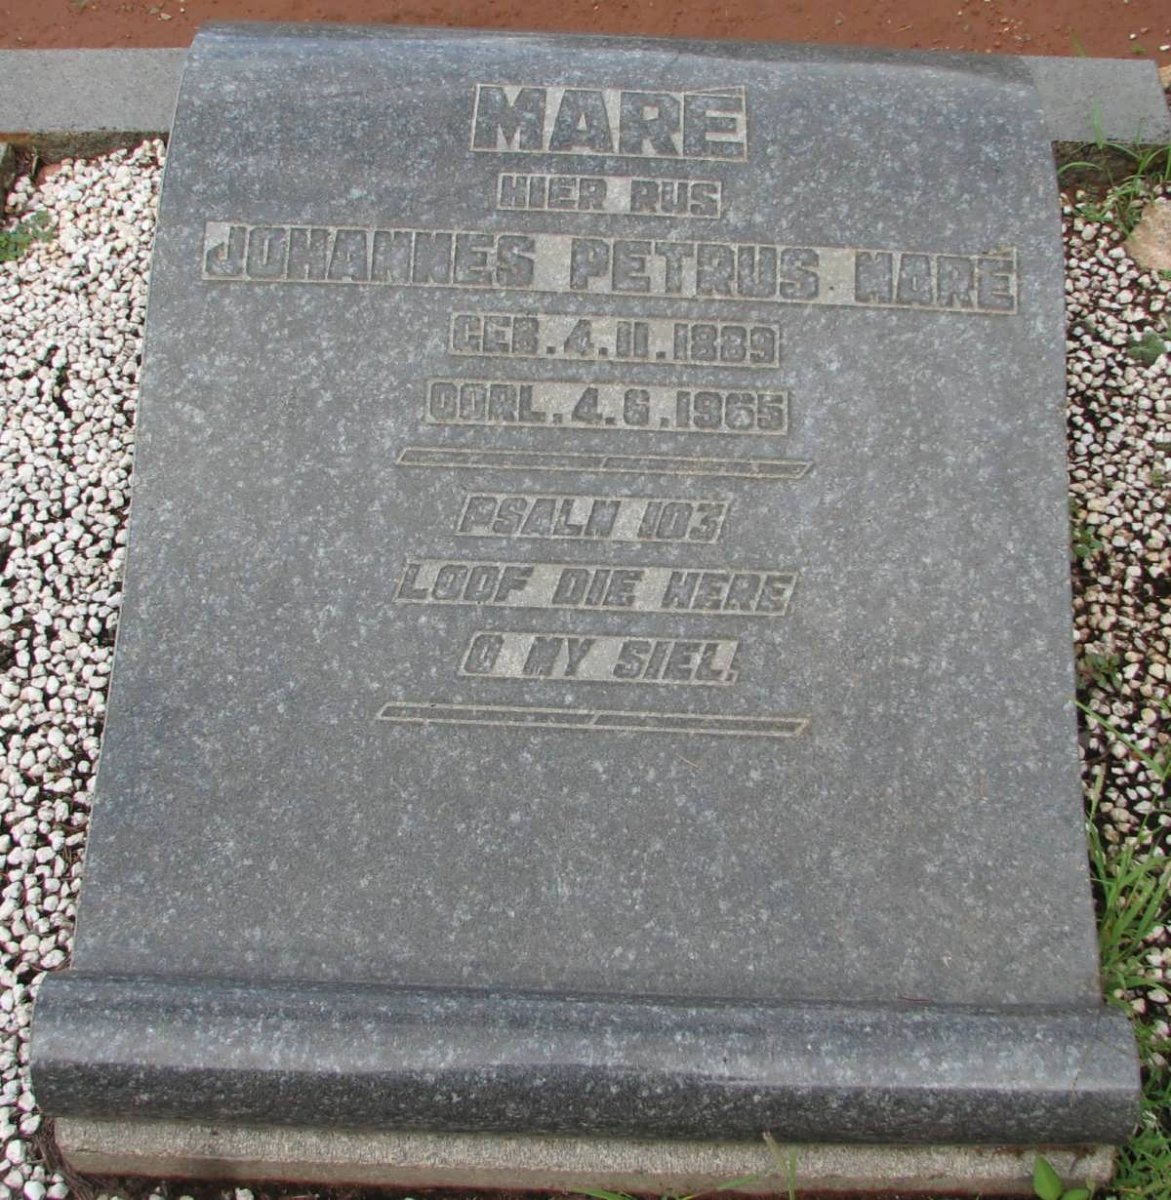 MARÉ
HIER RUS
JOHANNES PETRUS MARÉ
GEB. 4.11.1889
OORL. 4.6.1965
PSALM 103
LOOF DIE HERE
O MY SIEL.